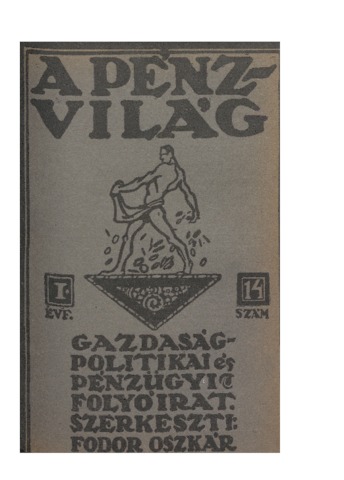 A PÉNZ-
VILÁG
I.
ÉVF.
14
SZÁM
GAZDASÁG-
POLITIKAI és
PÉNZÜGYI
FOLYÓIRAT.
SZERKESZTI:
FODOR OSZKÁR